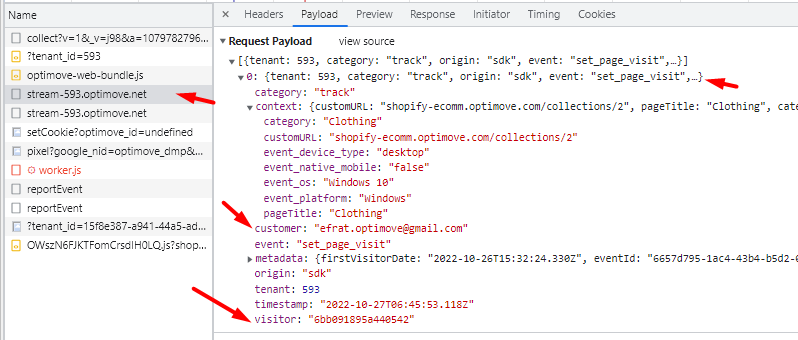 Name
collect?v=1&_v=j98&a=1079782796...
?tenant_id=593
optimove-web-bundle.js
stream-593.optimove.net
stream-593.optimove.net
setCookie?optimove_id=undefined
pixel?google_nid=optimove_dmp&...
worker.js
reportEvent
reportEvent
?tenant_id=15f8e387-a941-44a5-ad...
OWszN6FJKTFomCrsdIH0LQ.js?shop...
Headers Payload Preview Response Initiator Timing Cookies
Request Payload view source
[{tenant: 593, category: "track", origin: "sdk", event: "set_page_visit",…}]
0: {tenant: 593, category: "track", origin: "sdk", event: "set_page_visit",…}
category: "track"
context: {customURL: "shopify-ecomm.optimove.com/collections/2", pageTitle: "Clothing", cate
category: "Clothing"
customURL: "shopify-ecomm.optimove.com/collections/2"
event_device_type: "desktop"
event_native_mobile: "false"
event_os: "Windows 10"
event_platform: "Windows"
pageTitle: "Clothing"
customer: "efrat.optimove@gmail.com"
event: "set_page_visit"
metadata: {firstVisitorDate: "2022-10-26T15:32:24.330Z", eventId: "6657d795-1ac4-43b4-b5d2-6
origin: "sdk"
tenant: 593
timestamp: "2022-10-27T06:45:53.118Z"
visitor: "6bb091895a440542"